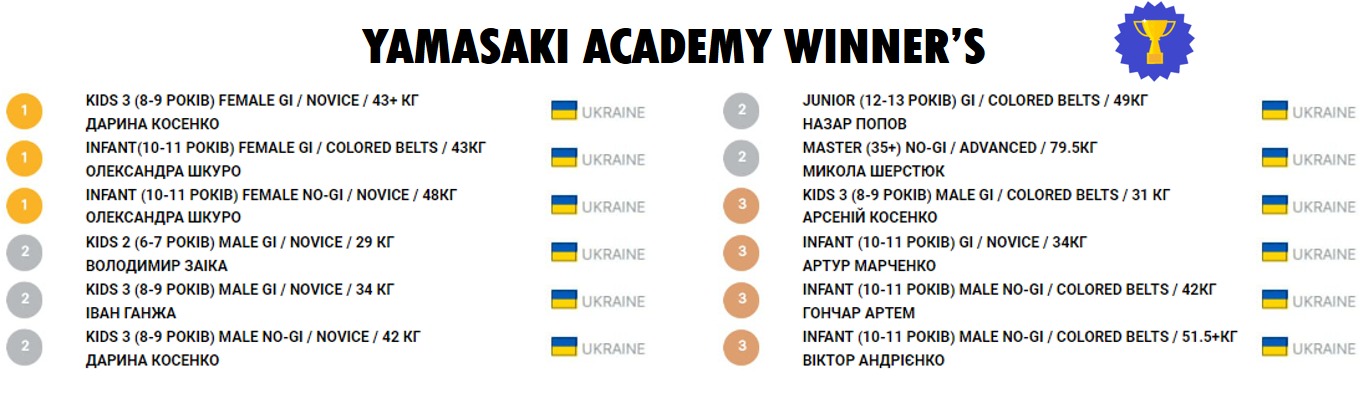 YAMASAKI ACADEMY WINNER'S
1
KIDS 3 (8-9 РОКІВ) FEMALE GI / NOVICE / 43+ КГ
ДАРИНА КОСЕНКО
UKRAINE
1
INFANT(10-11 РОКІВ) FEMALE GI / COLORED BELTS / 43КГ
ОЛЕКСАНДРА ШКУРО
UKRAINE
1
INFANT (10-11 РОКІВ) FEMALE NO-GI / NOVICE / 48КГ
ОЛЕКСАНДРА ШКУРО
UKRAINE
2
KIDS 2 (6-7 РОКІВ) MALE GI / NOVICE / 29 КГ
ВОЛОДИМИР ЗАІКА
UKRAINE
2
KIDS 3 (8-9 РОКІВ) MALE GI / NOVICE / 34 КГ
ІВАН ГАНЖА
UKRAINE
2
KIDS 3 (8-9 РОКІВ) MALE NO-GI / NOVICE / 42 КГ
ДАРИНА КОСЕНКО
UKRAINE
2
JUNIOR (12-13 РОКІВ) GI / COLORED BELTS / 49КГ
НАЗАР ПОПОВ
UKRAINE
2
MASTER (35+) NO-GI / ADVANCED / 79.5КГ
МИКОЛА ШЕРСТЮК
UKRAINE
3
KIDS 3 (8-9 РОКІВ) MALE GI / COLORED BELTS / 31 КГ
АРСЕНІЙ КОСЕНКО
UKRAINE
3
INFANT (10-11 РОКІВ) GI / NOVICE / 34КГ
АРТУР МАРЧЕНКО
UKRAINE
3
INFANT (10-11 РОКІВ) MALE NO-GI / COLORED BELTS / 42КГ
ГОНЧАР АРТЕМ
UKRAINE
3
INFANT (10-11 РОКІВ) MALE NO-GI / COLORED BELTS / 51.5+КГ
ВІКТОР АНДРІЄНКО
UKRAINE